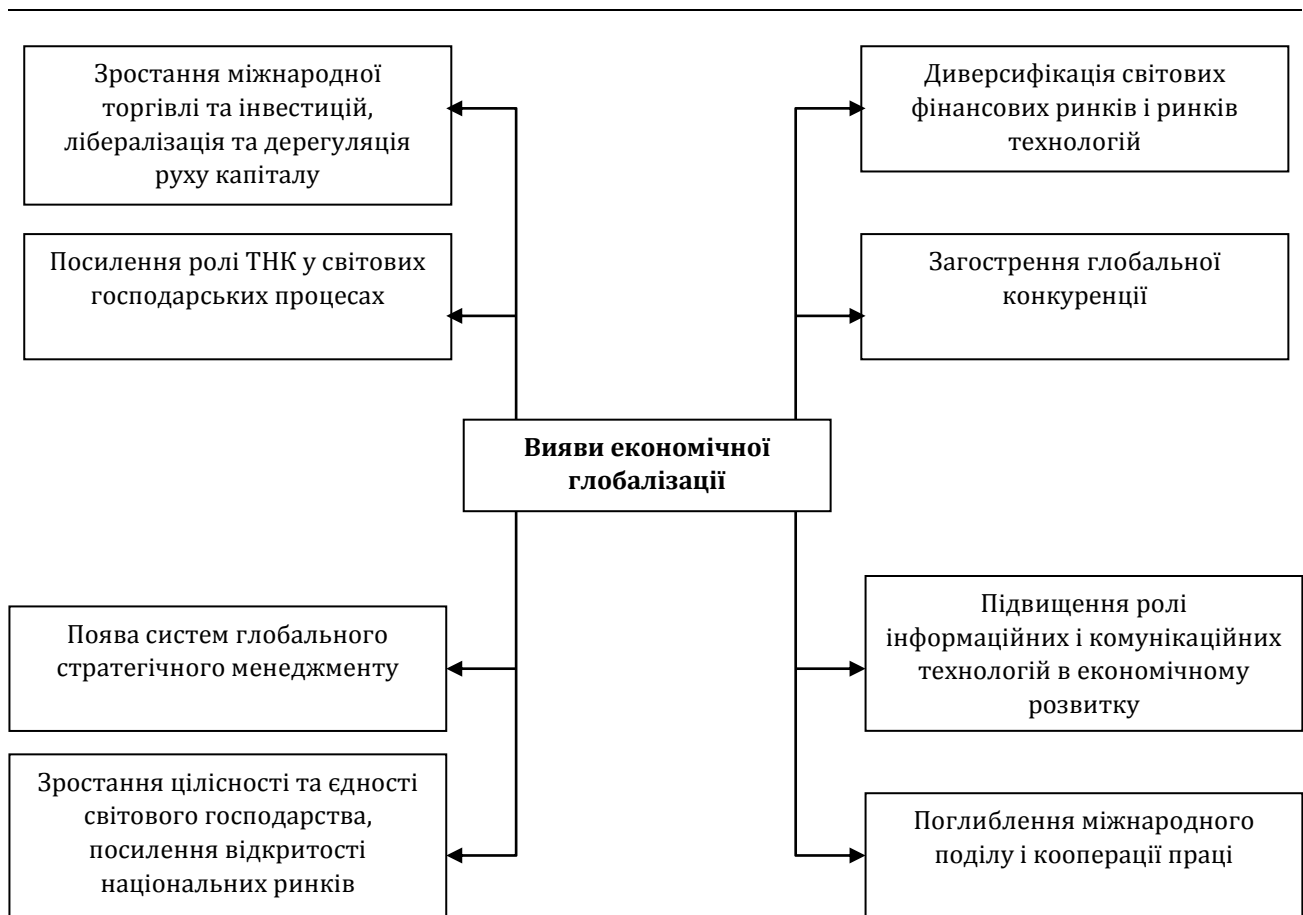 Зростання міжнародної
торгівлі та інвестицій,
лібералізація та дерегуляція
руху капіталу
Диверсифікація світових
фінансових ринків і ринків
технологій
Посилення ролі ТНК у світових
господарських процесах
Загострення глобальної
конкуренції
Вияви економічної
глобалізації
Поява систем глобального
стратегічного менеджменту
Підвищення ролі
інформаційних і комунікаційних
технологій в економічному
розвитку
Зростання цілісності та єдності
світового господарства,
посилення відкритості
національних ринків
Поглиблення міжнародного
поділу і кооперації праці